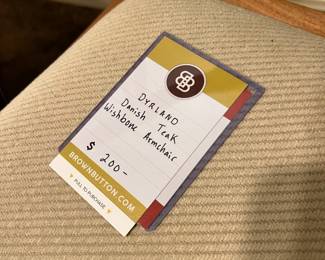 BB
DYRLAND
Danish Teak
Wishbone Armchair
$ 200-
BROWNBUTTON.COM
PULL TO PURCHASE